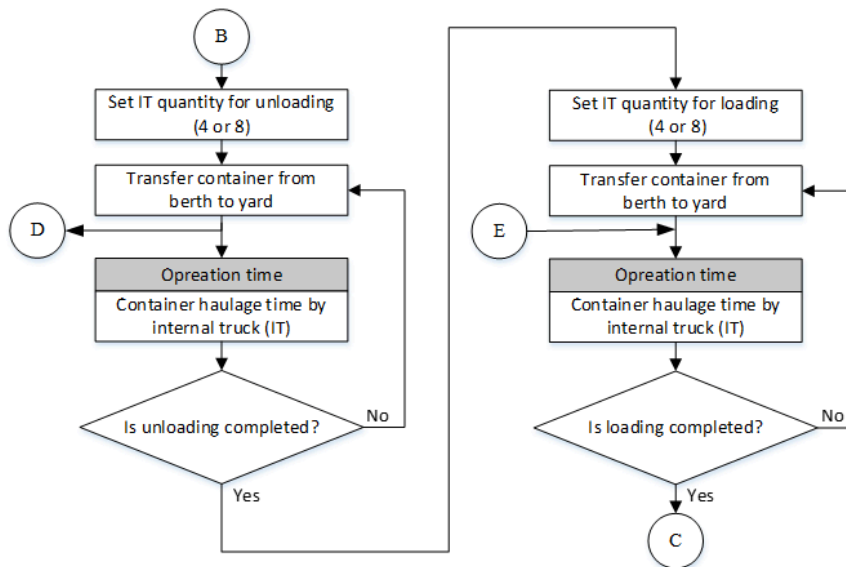 B
Set IT quantity for unloading
(4 or 8)
Transfer container from
berth to yard
D
Opreation time
Container haulage time by
internal truck (IT)
Is unloading completed?
No
Yes
Set IT quantity for loading
(4 or 8)
Transfer container from
berth to yard
E
Opreation time
Container haulage time by
internal truck (IT)
Is loading completed?
No
Yes
C